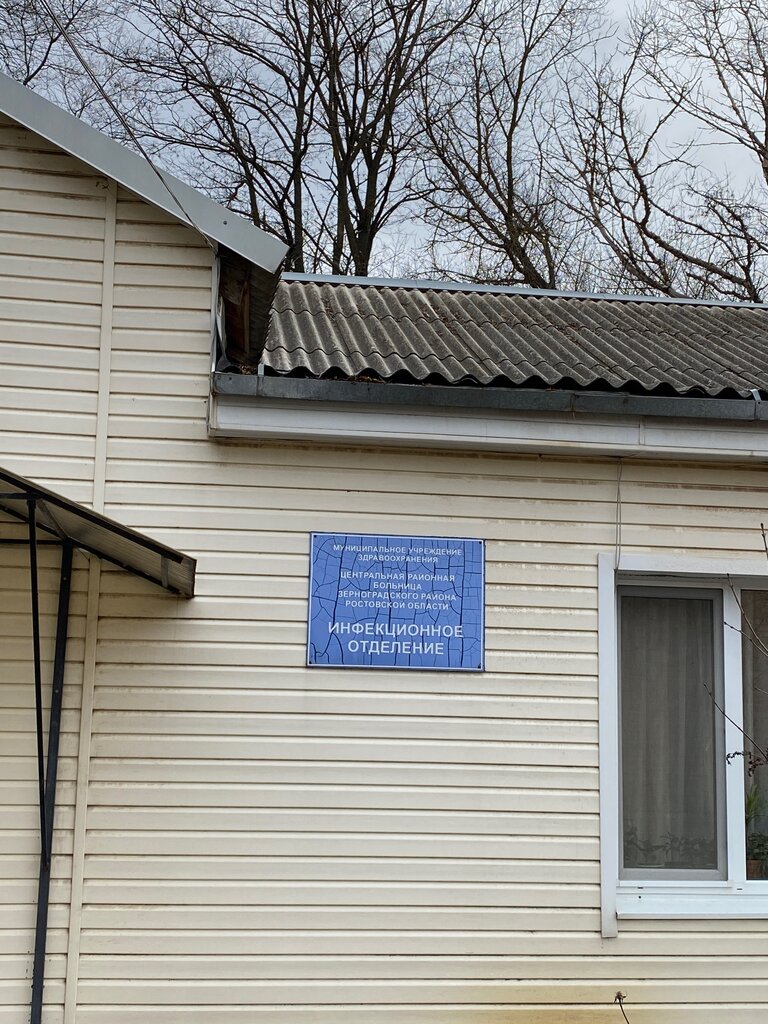 МУНИЦИПАЛЬНОЕ УЧРЕЖДЕНИЕ
ЗДРАВООХРАНЕНИЯ
ЦЕНТРАЛЬНАЯ РАЙОННАЯ
БОЛЬНИЦА
ЗЕРНОГРАДСКОГО РАЙОНА
РОСТОВСКОЙ ОБЛАСТИ
ИНФЕКЦИОННОЕ
ОТДЕЛЕНИЕ